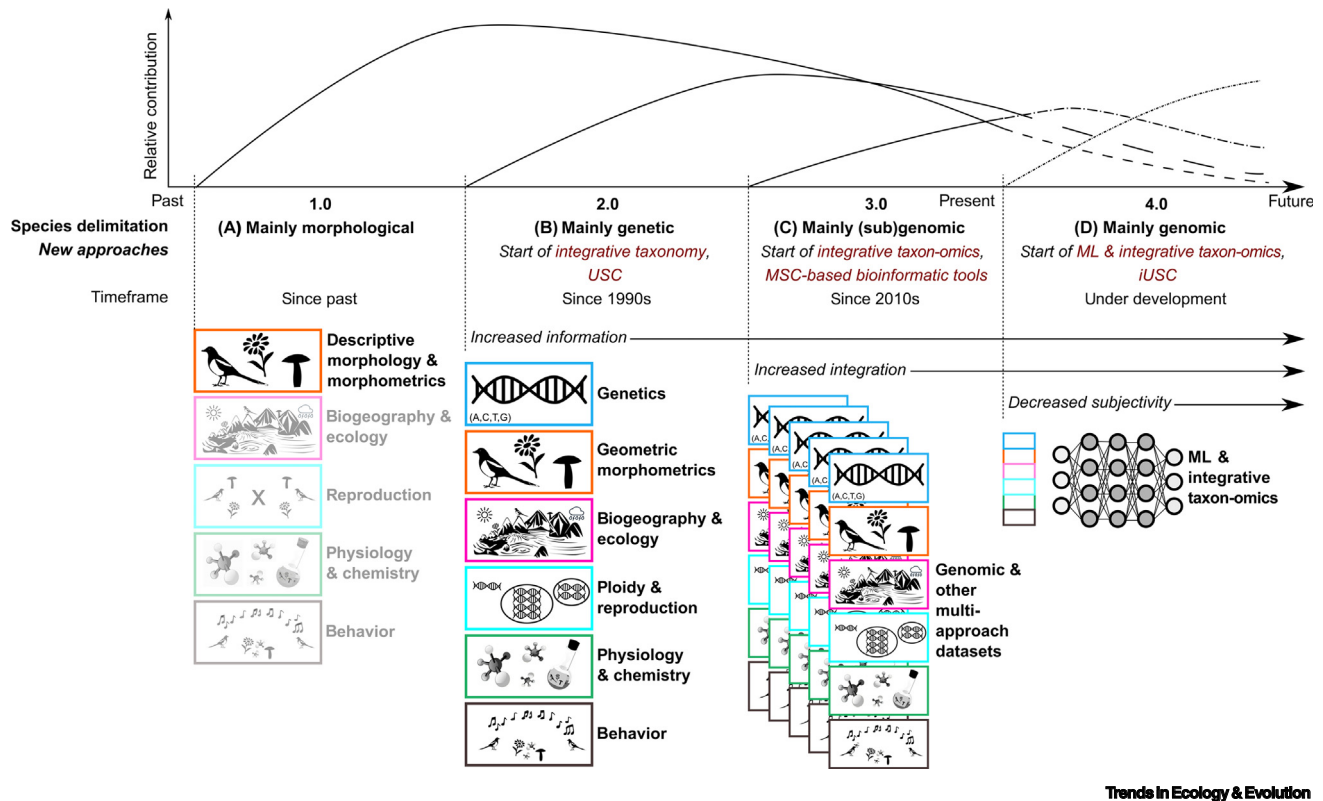 Relative contribution
Past
1.0
2.0
3.0
Present
4.0
Future
Species delimitation
New approaches
(A) Mainly morphological
(B) Mainly genetic
Start of integrative taxonomy,
USC
(C) Mainly (sub)genomic
Start of integrative taxon-omics,
MSC-based bioinformatic tools
(D) Mainly genomic
Start of ML & integrative taxon-omics,
iUSC
Timeframe
Since past
Since 1990s
Since 2010s
Under development
Increased information
Increased integration
Decreased subjectivity
Descriptive
morphology &
morphometrics
Biogeography &
ecology
Reproduction
X
Physiology
& chemistry
Behavior
(A,C,T,G)
Genetics
Geometric
morphometrics
Biogeography &
ecology
Ploidy &
reproduction
Physiology
& chemistry
Behavior
(A,C
(A,C
(A,C
(A,C
(A,C,T,G)
Genomic &
other
multi-
approach
datasets
ML &
integrative
taxon-omics
Trends in Ecology & Evolution